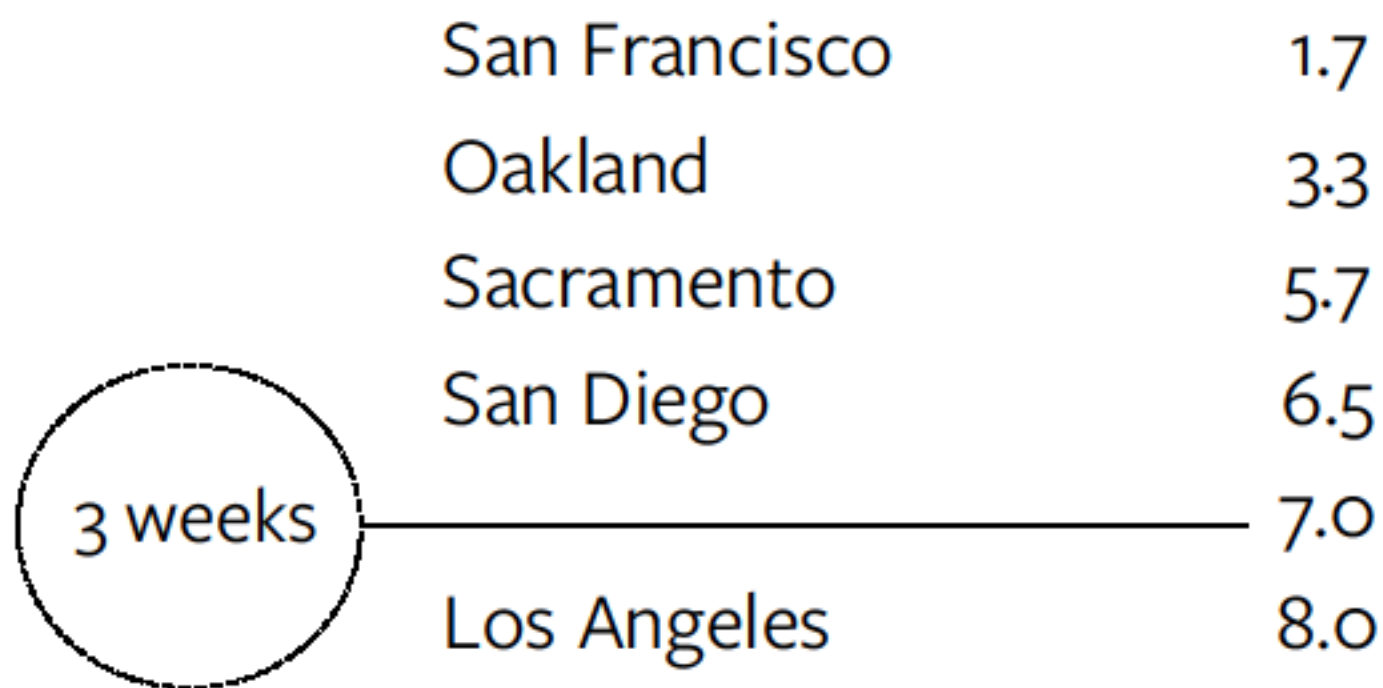 San Francisco 1.7
Oakland 3.3
Sacramento 5.7
San Diego 6.5
3 weeks 7.0
Los Angeles 8.0